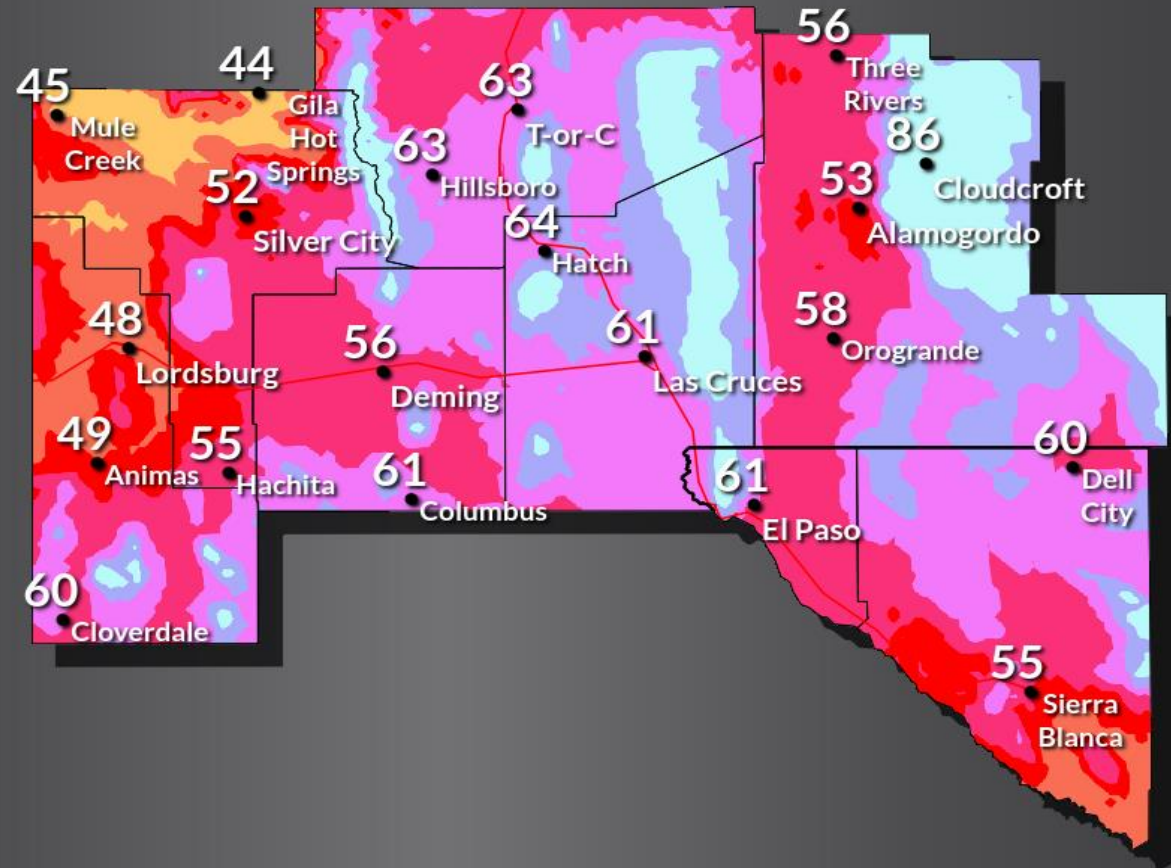 56
Three
Rivers
44
Gila
Hot
Springs
45
Mule
Creek
63
T-or-C
63
Hillsboro
86
Cloudcroft
53
Alamogordo
52
Silver City
64
Hatch
48
Lordsburg
56
Deming
61
Las Cruces
58
Orogrande
49
Animas
55
Hachita
61
Columbus
61
El Paso
60
Dell
City
60
Cloverdale
55
Sierra
Blanca